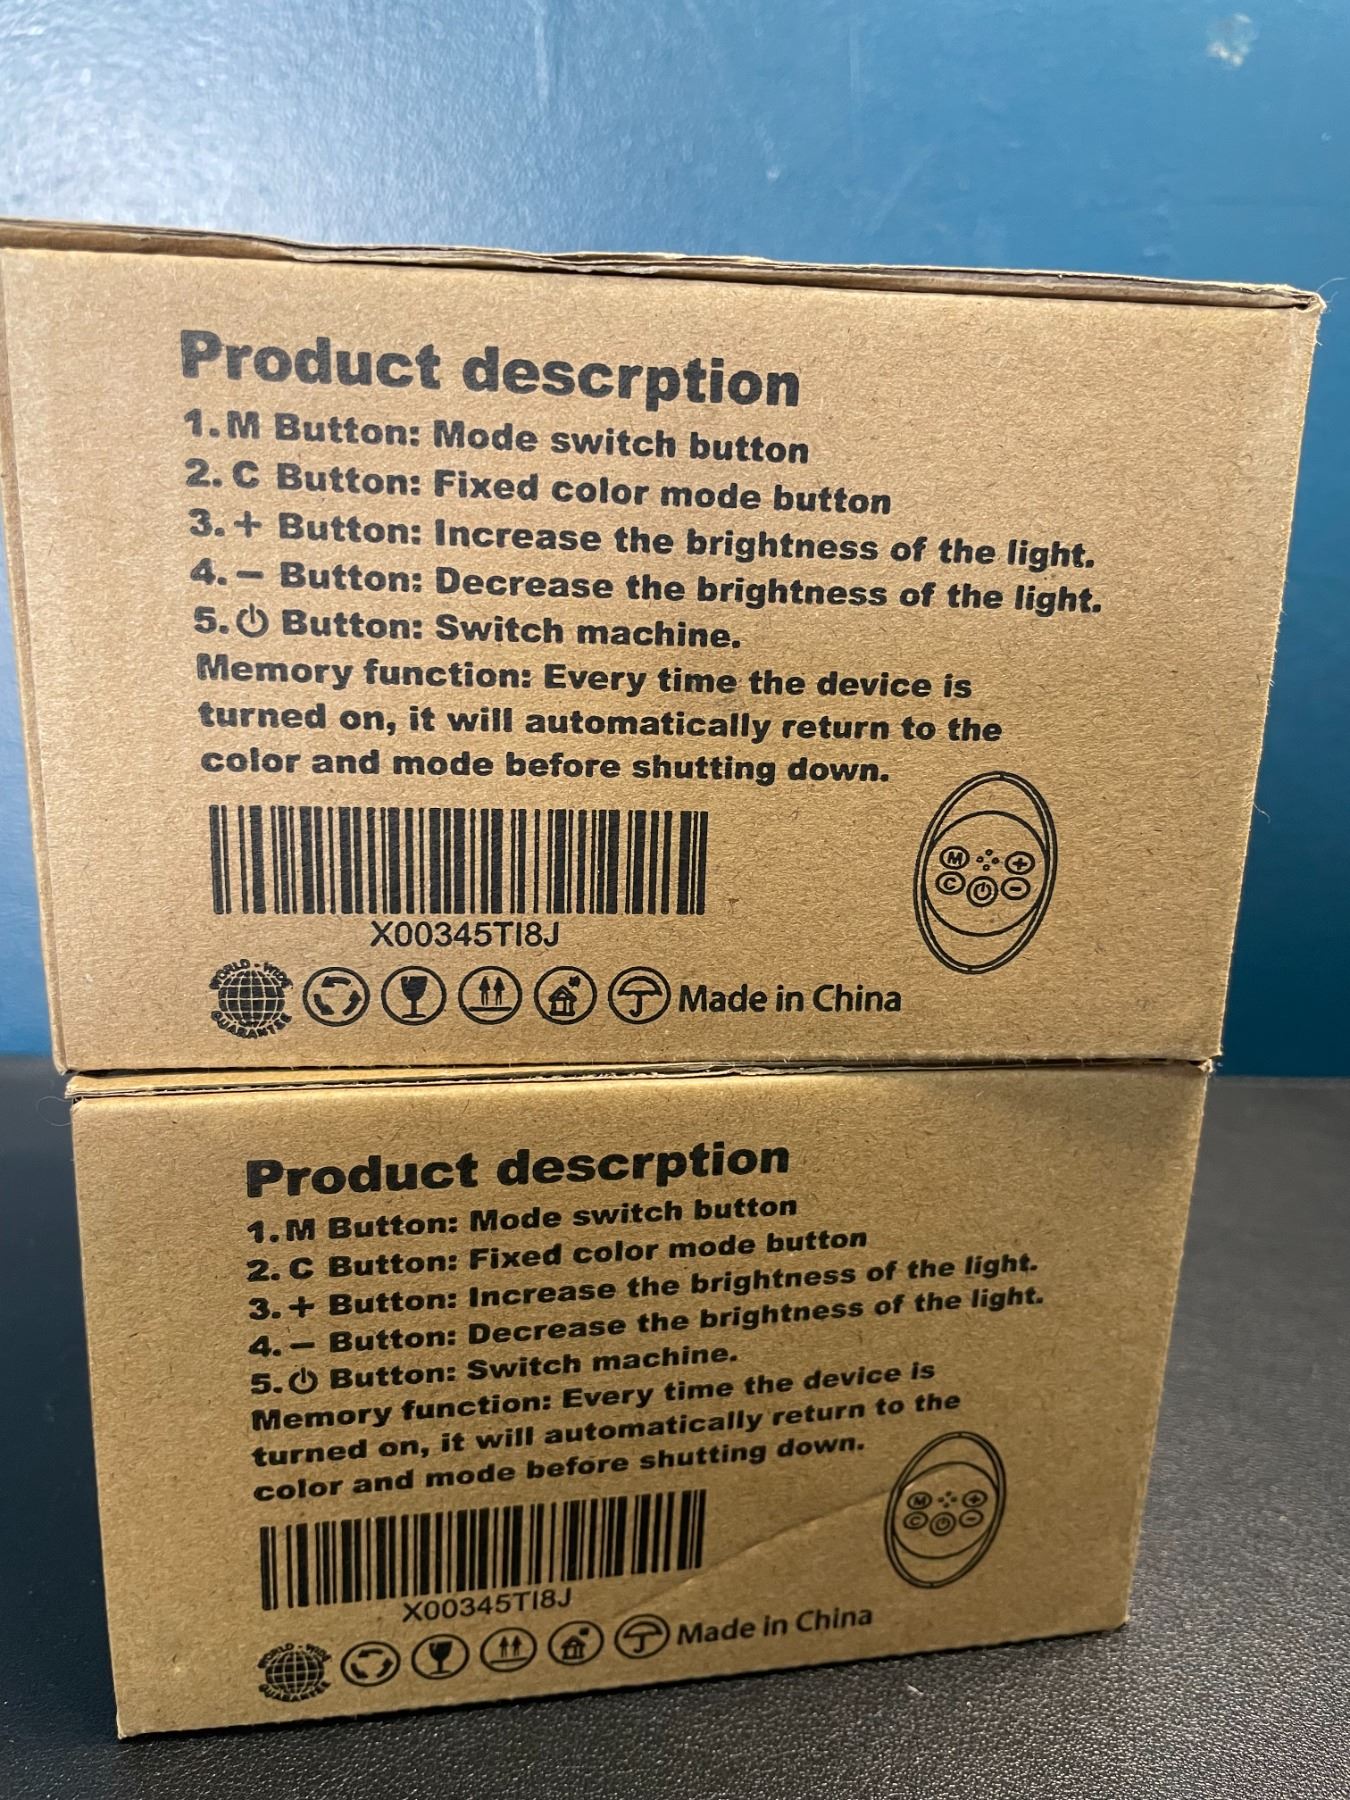 Product descrption
1. M Button: Mode switch button
2. C Button: Fixed color mode button
3. + Button: Increase the brightness of the light.
4. – Button: Decrease the brightness of the light.
5. ⏻ Button: Switch machine.
Memory function: Every time the device is
turned on, it will automatically return to the
color and mode before shutting down.
M +
C ⏻ –
X00345TI8J
WORLD-WIDE
GUARANTEE
Made in China
Product descrption
1. M Button: Mode switch button
2. C Button: Fixed color mode button
3. + Button: Increase the brightness of the light.
4. – Button: Decrease the brightness of the light.
5. ⏻ Button: Switch machine.
Memory function: Every time the device is
turned on, it will automatically return to the
color and mode before shutting down.
M +
C ⏻ –
X00345TI8J
WORLD-WIDE
GUARANTEE
Made in China